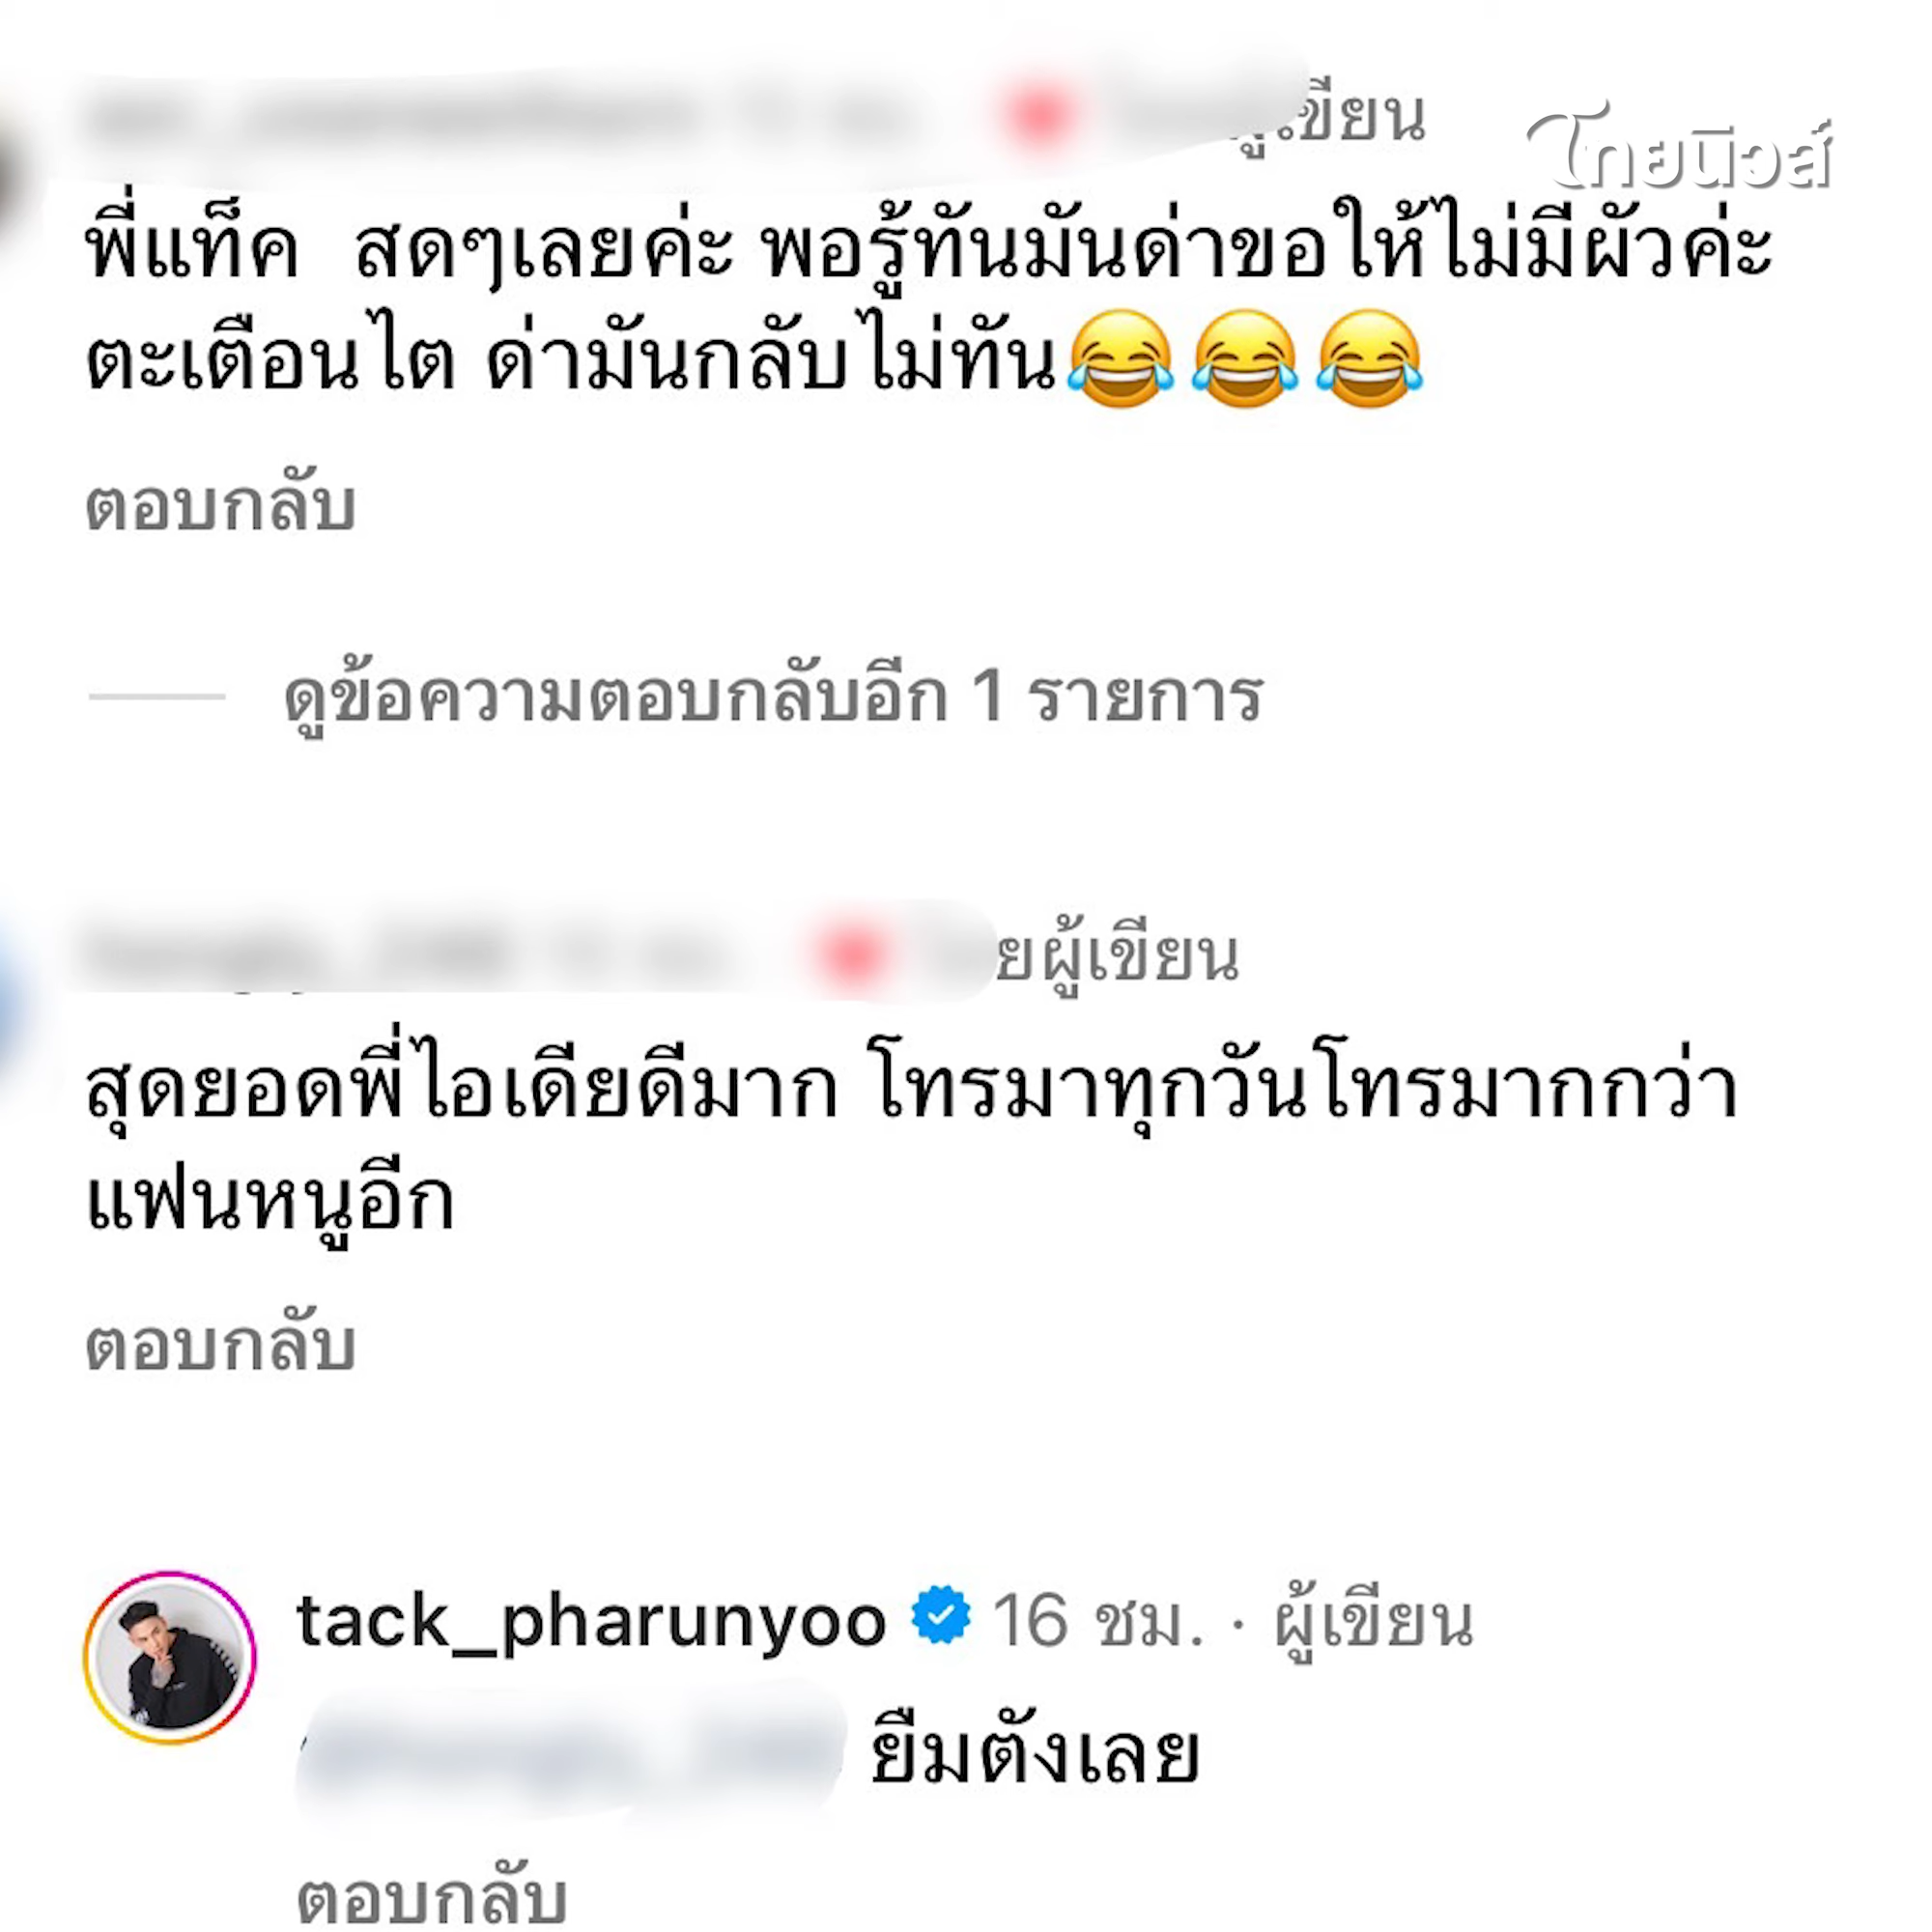 ผู้เขียน
ไทยนิวส์
พี่แท็ค สดๆเลยค่ะ พอรู้ทันมันด่าขอให้ไม่มีผัวค่ะ
ตะเตือนไต ด่ามันกลับไม่ทัน😂😂😂
ตอบกลับ
ดูข้อความตอบกลับอีก 1 รายการ
ยผู้เขียน
สุดยอดพี่ไอเดียดีมาก โทรมาทุกวันโทรมากกว่า
แฟนหนูอีก
ตอบกลับ
tack_pharunyoo 16 ชม. · ผู้เขียน
ยืมตังเลย
ตอบกลับ